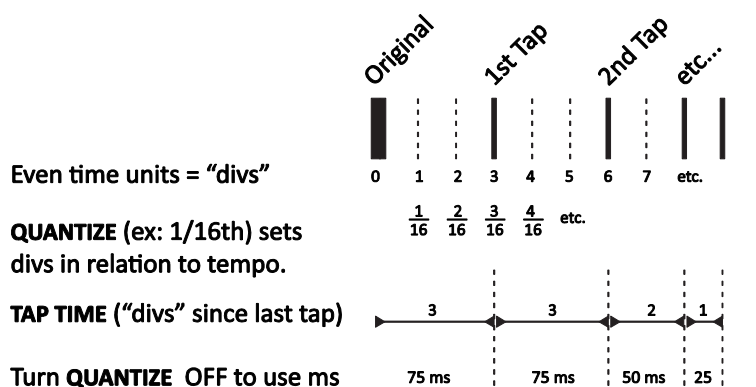 Original 1st Tap 2nd Tap etc...
Even time units = “divs” 0 1 2 3 4 5 6 7 etc.
1/16 2/16 3/16 4/16 etc.
QUANTIZE (ex: 1/16th) sets
divs in relation to tempo.
TAP TIME (“divs” since last tap) 3 3 2 1
Turn QUANTIZE OFF to use ms 75 ms 75 ms 50 ms 25